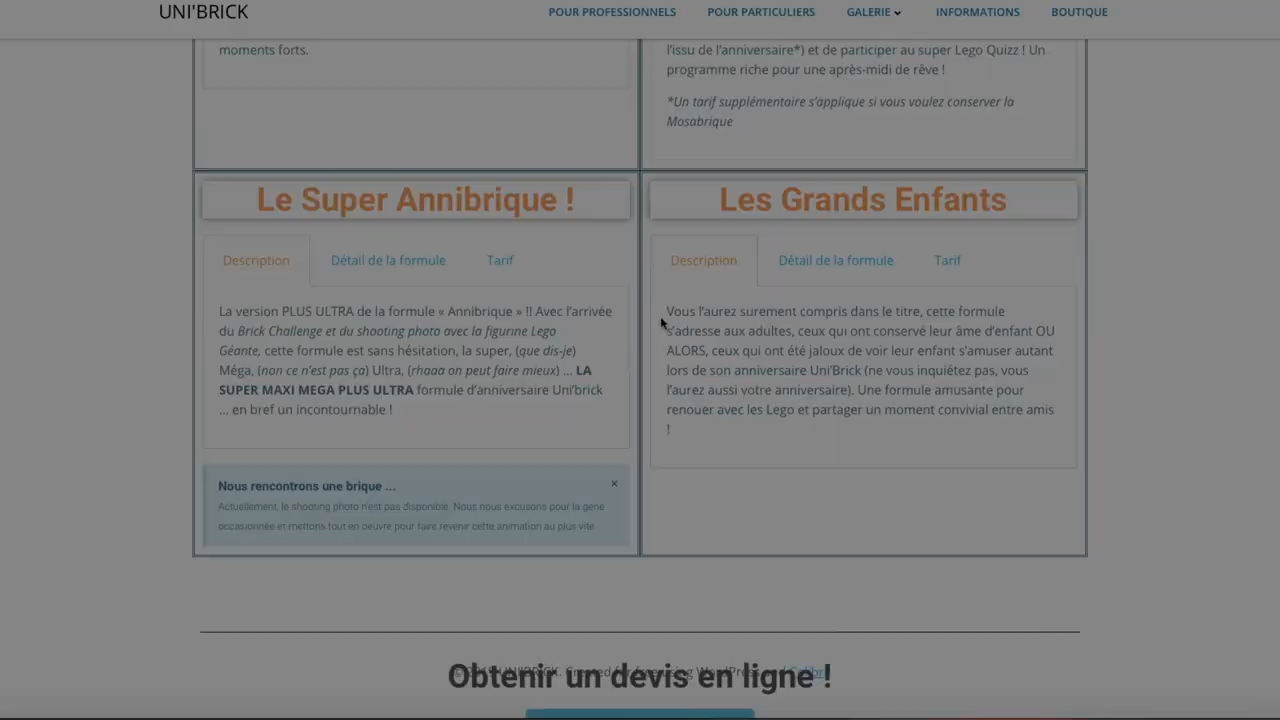 UNI'BRICK
POUR PROFESSIONNELS POUR PARTICULIERS GALERIE INFORMATIONS BOUTIQUE
moments forts.
l'issu de l'anniversaire*) et de participer au super Lego Quizz ! Un
programme riche pour une après-midi de rêve !
*Un tarif supplémentaire s'applique si vous voulez conserver la
Mosabrique
Le Super Annibrique !
Description Détail de la formule Tarif
La version PLUS ULTRA de la formule « Annibrique » !! Avec l'arrivée
du Brick Challenge et du shooting photo avec la figurine Lego
Géante, cette formule est sans hésitation, la super, (que dis-je)
Méga, (non ce n'est pas ça) Ultra, (rhaaa on peut faire mieux) ... LA
SUPER MAXI MEGA PLUS ULTRA formule d'anniversaire Uni'brick
... en bref un incontournable !
Nous rencontrons une brique ...
×
Actuellement, le shooting photo n'est pas disponible. Nous nous excusons pour la gene
occasionnée et mettons tout en oeuvre pour faire revenir cette animation au plus vite.
Les Grands Enfants
Description Détail de la formule Tarif
Vous l'aurez surement compris dans le titre, cette formule
s'adresse aux adultes, ceux qui ont conservé leur âme d'enfant OU
ALORS, ceux qui ont été jaloux de voir leur enfant s'amuser autant
lors de son anniversaire Uni'Brick (ne vous inquiétez pas, vous
l'aurez aussi votre anniversaire). Une formule amusante pour
renouer avec les Lego et partager un moment convivial entre amis
!
Obtenir un devis en ligne !